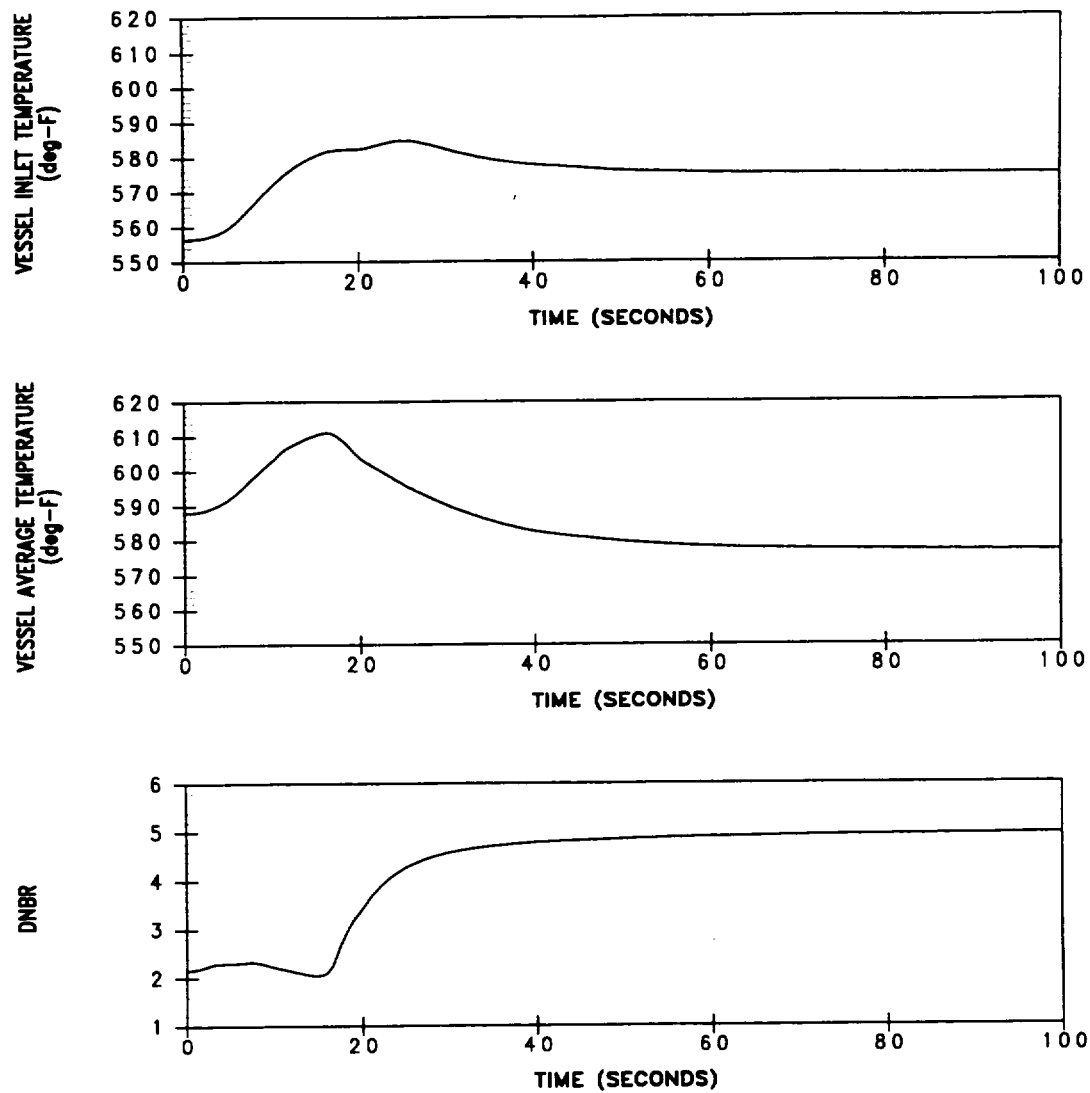 VESSEL INLET TEMPERATURE
(deg-F)
620
610
600
590
580
570
560
550
0 20 40 60 80 100
TIME (SECONDS)
VESSEL AVERAGE TEMPERATURE
(deg-F)
620
610
600
590
580
570
560
550
0 20 40 60 80 100
TIME (SECONDS)
DNBR
6
5
4
3
2
1
0 20 40 60 80 100
TIME (SECONDS)